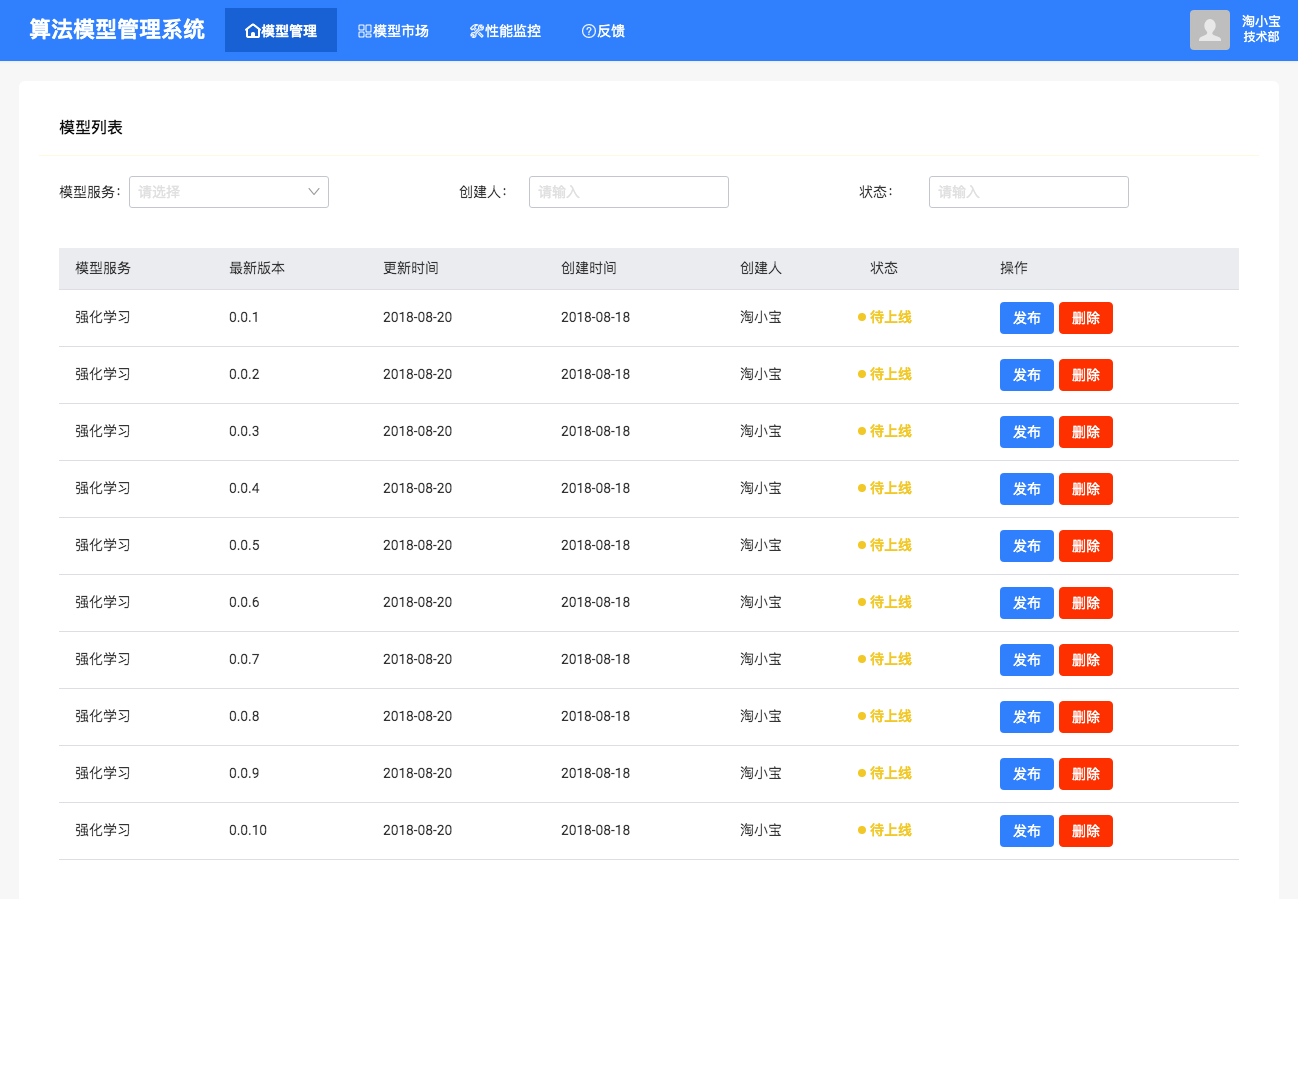 算法模型管理系统 模型管理 模型市场 性能监控 反馈 淘小宝
技术部
模型列表
模型服务： 请选择 创建人： 请输入 状态： 请输入
模型服务 最新版本 更新时间 创建时间 创建人 状态 操作
强化学习 0.0.1 2018-08-20 2018-08-18 淘小宝 待上线 发布 删除
强化学习 0.0.2 2018-08-20 2018-08-18 淘小宝 待上线 发布 删除
强化学习 0.0.3 2018-08-20 2018-08-18 淘小宝 待上线 发布 删除
强化学习 0.0.4 2018-08-20 2018-08-18 淘小宝 待上线 发布 删除
强化学习 0.0.5 2018-08-20 2018-08-18 淘小宝 待上线 发布 删除
强化学习 0.0.6 2018-08-20 2018-08-18 淘小宝 待上线 发布 删除
强化学习 0.0.7 2018-08-20 2018-08-18 淘小宝 待上线 发布 删除
强化学习 0.0.8 2018-08-20 2018-08-18 淘小宝 待上线 发布 删除
强化学习 0.0.9 2018-08-20 2018-08-18 淘小宝 待上线 发布 删除
强化学习 0.0.10 2018-08-20 2018-08-18 淘小宝 待上线 发布 删除